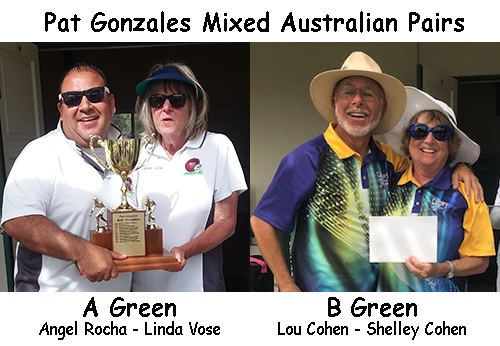 Pat Gonzales Mixed Australian Pairs
A Green
Angel Rocha - Linda Vose
B Green
Lou Cohen - Shelley Cohen